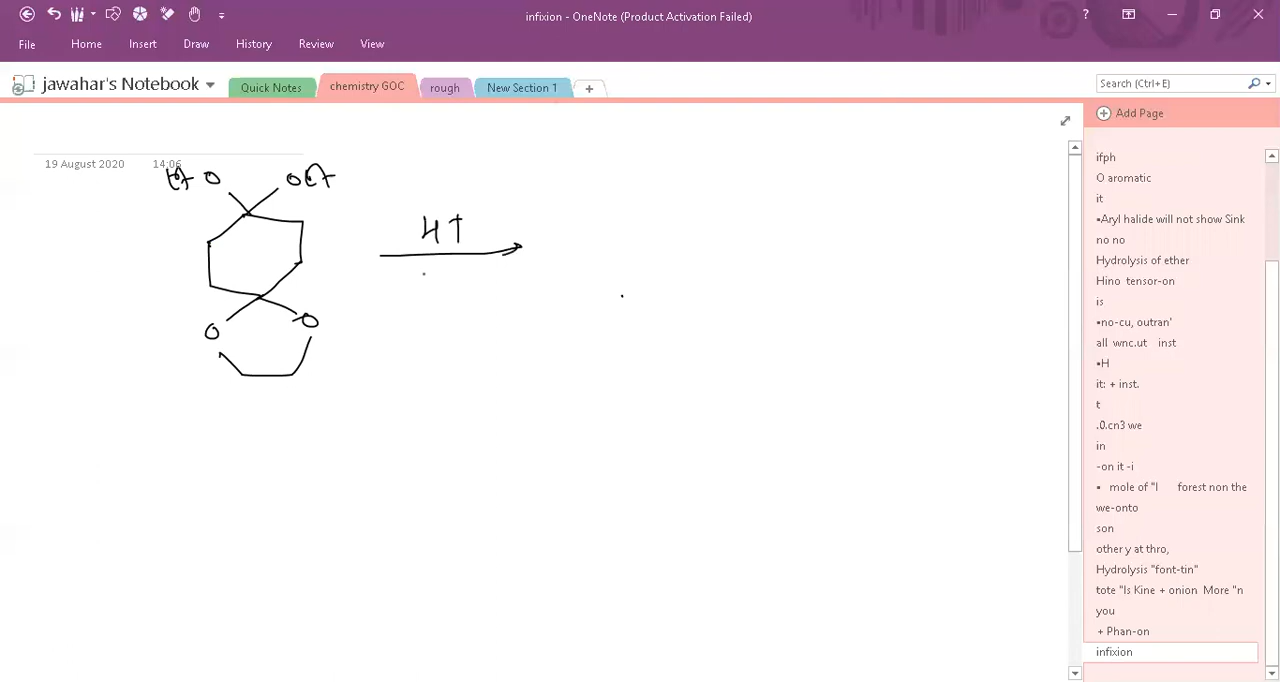 infixion - OneNote (Product Activation Failed)
?
File Home Insert Draw History Review View
jawahar's Notebook Quick Notes chemistry GOC rough New Section 1 +
Search (Ctrl+E)
Add Page
19 August 2020 14:06
Et O OEt
H+
O O
ifph
O aromatic
it
▪Aryl halide will not show Sink
no no
Hydrolysis of ether
Hino tensor-on
is
▪no-cu, outran'
all wnc.ut inst
▪H
it: + inst.
t
.0.cn3 we
in
-on it -i
▪ mole of "I forest non the
we-onto
son
other y at thro,
Hydrolysis "font-tin"
tote "Is Kine + onion More "n
you
+ Phan-on
infixion